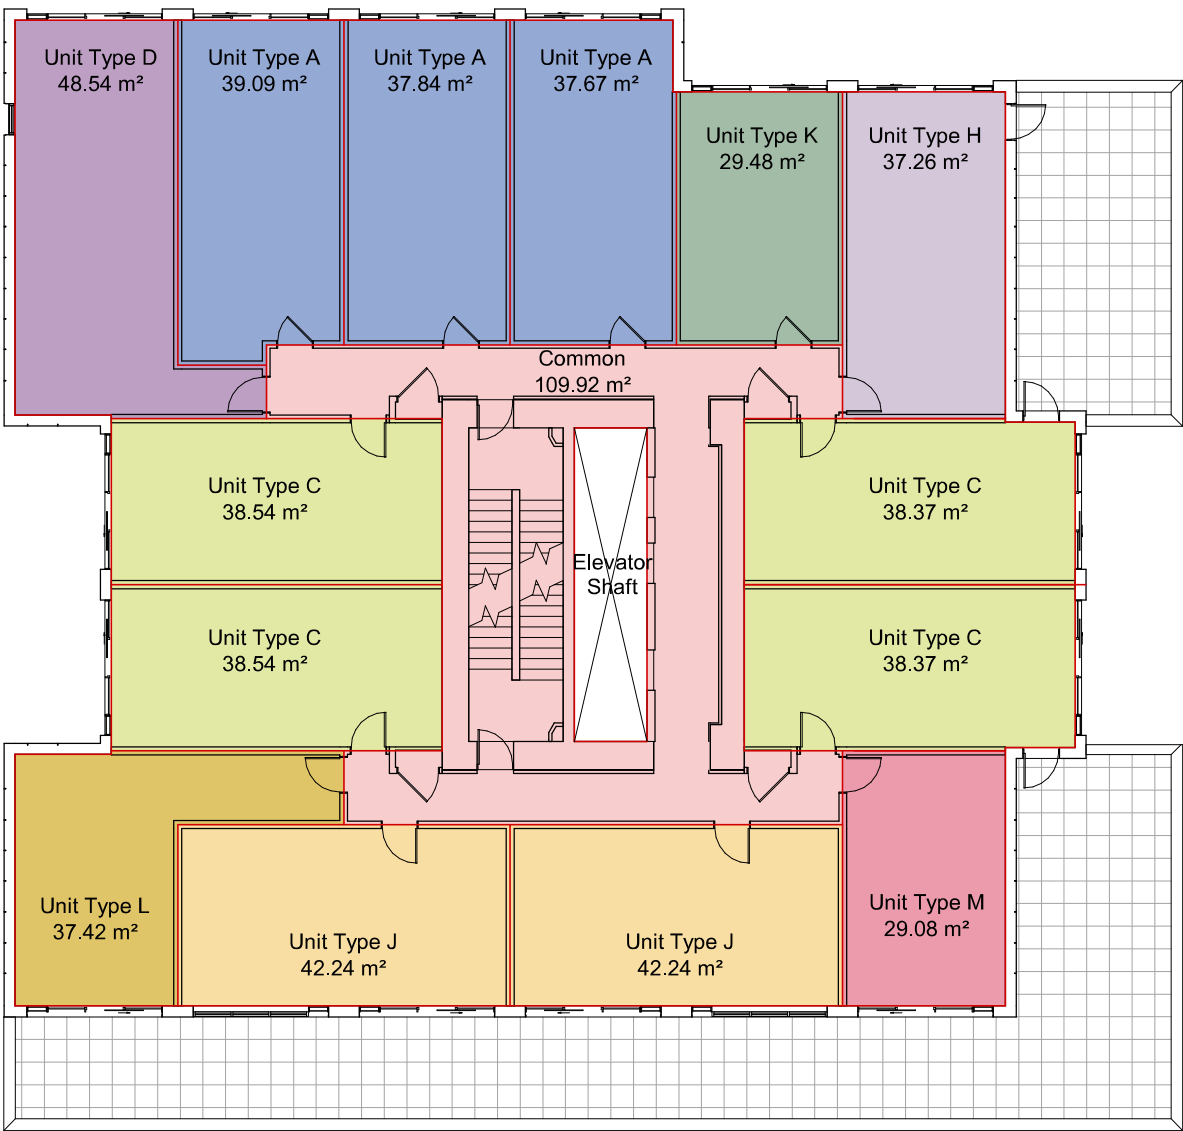 Unit Type D
48.54 m²
Unit Type A
39.09 m²
Unit Type A
37.84 m²
Unit Type A
37.67 m²
Unit Type K
29.48 m²
Unit Type H
37.26 m²
Common
109.92 m²
Unit Type C
38.54 m²
Unit Type C
38.37 m²
Elevator
Shaft
Unit Type C
38.54 m²
Unit Type C
38.37 m²
Unit Type L
37.42 m²
Unit Type J
42.24 m²
Unit Type J
42.24 m²
Unit Type M
29.08 m²